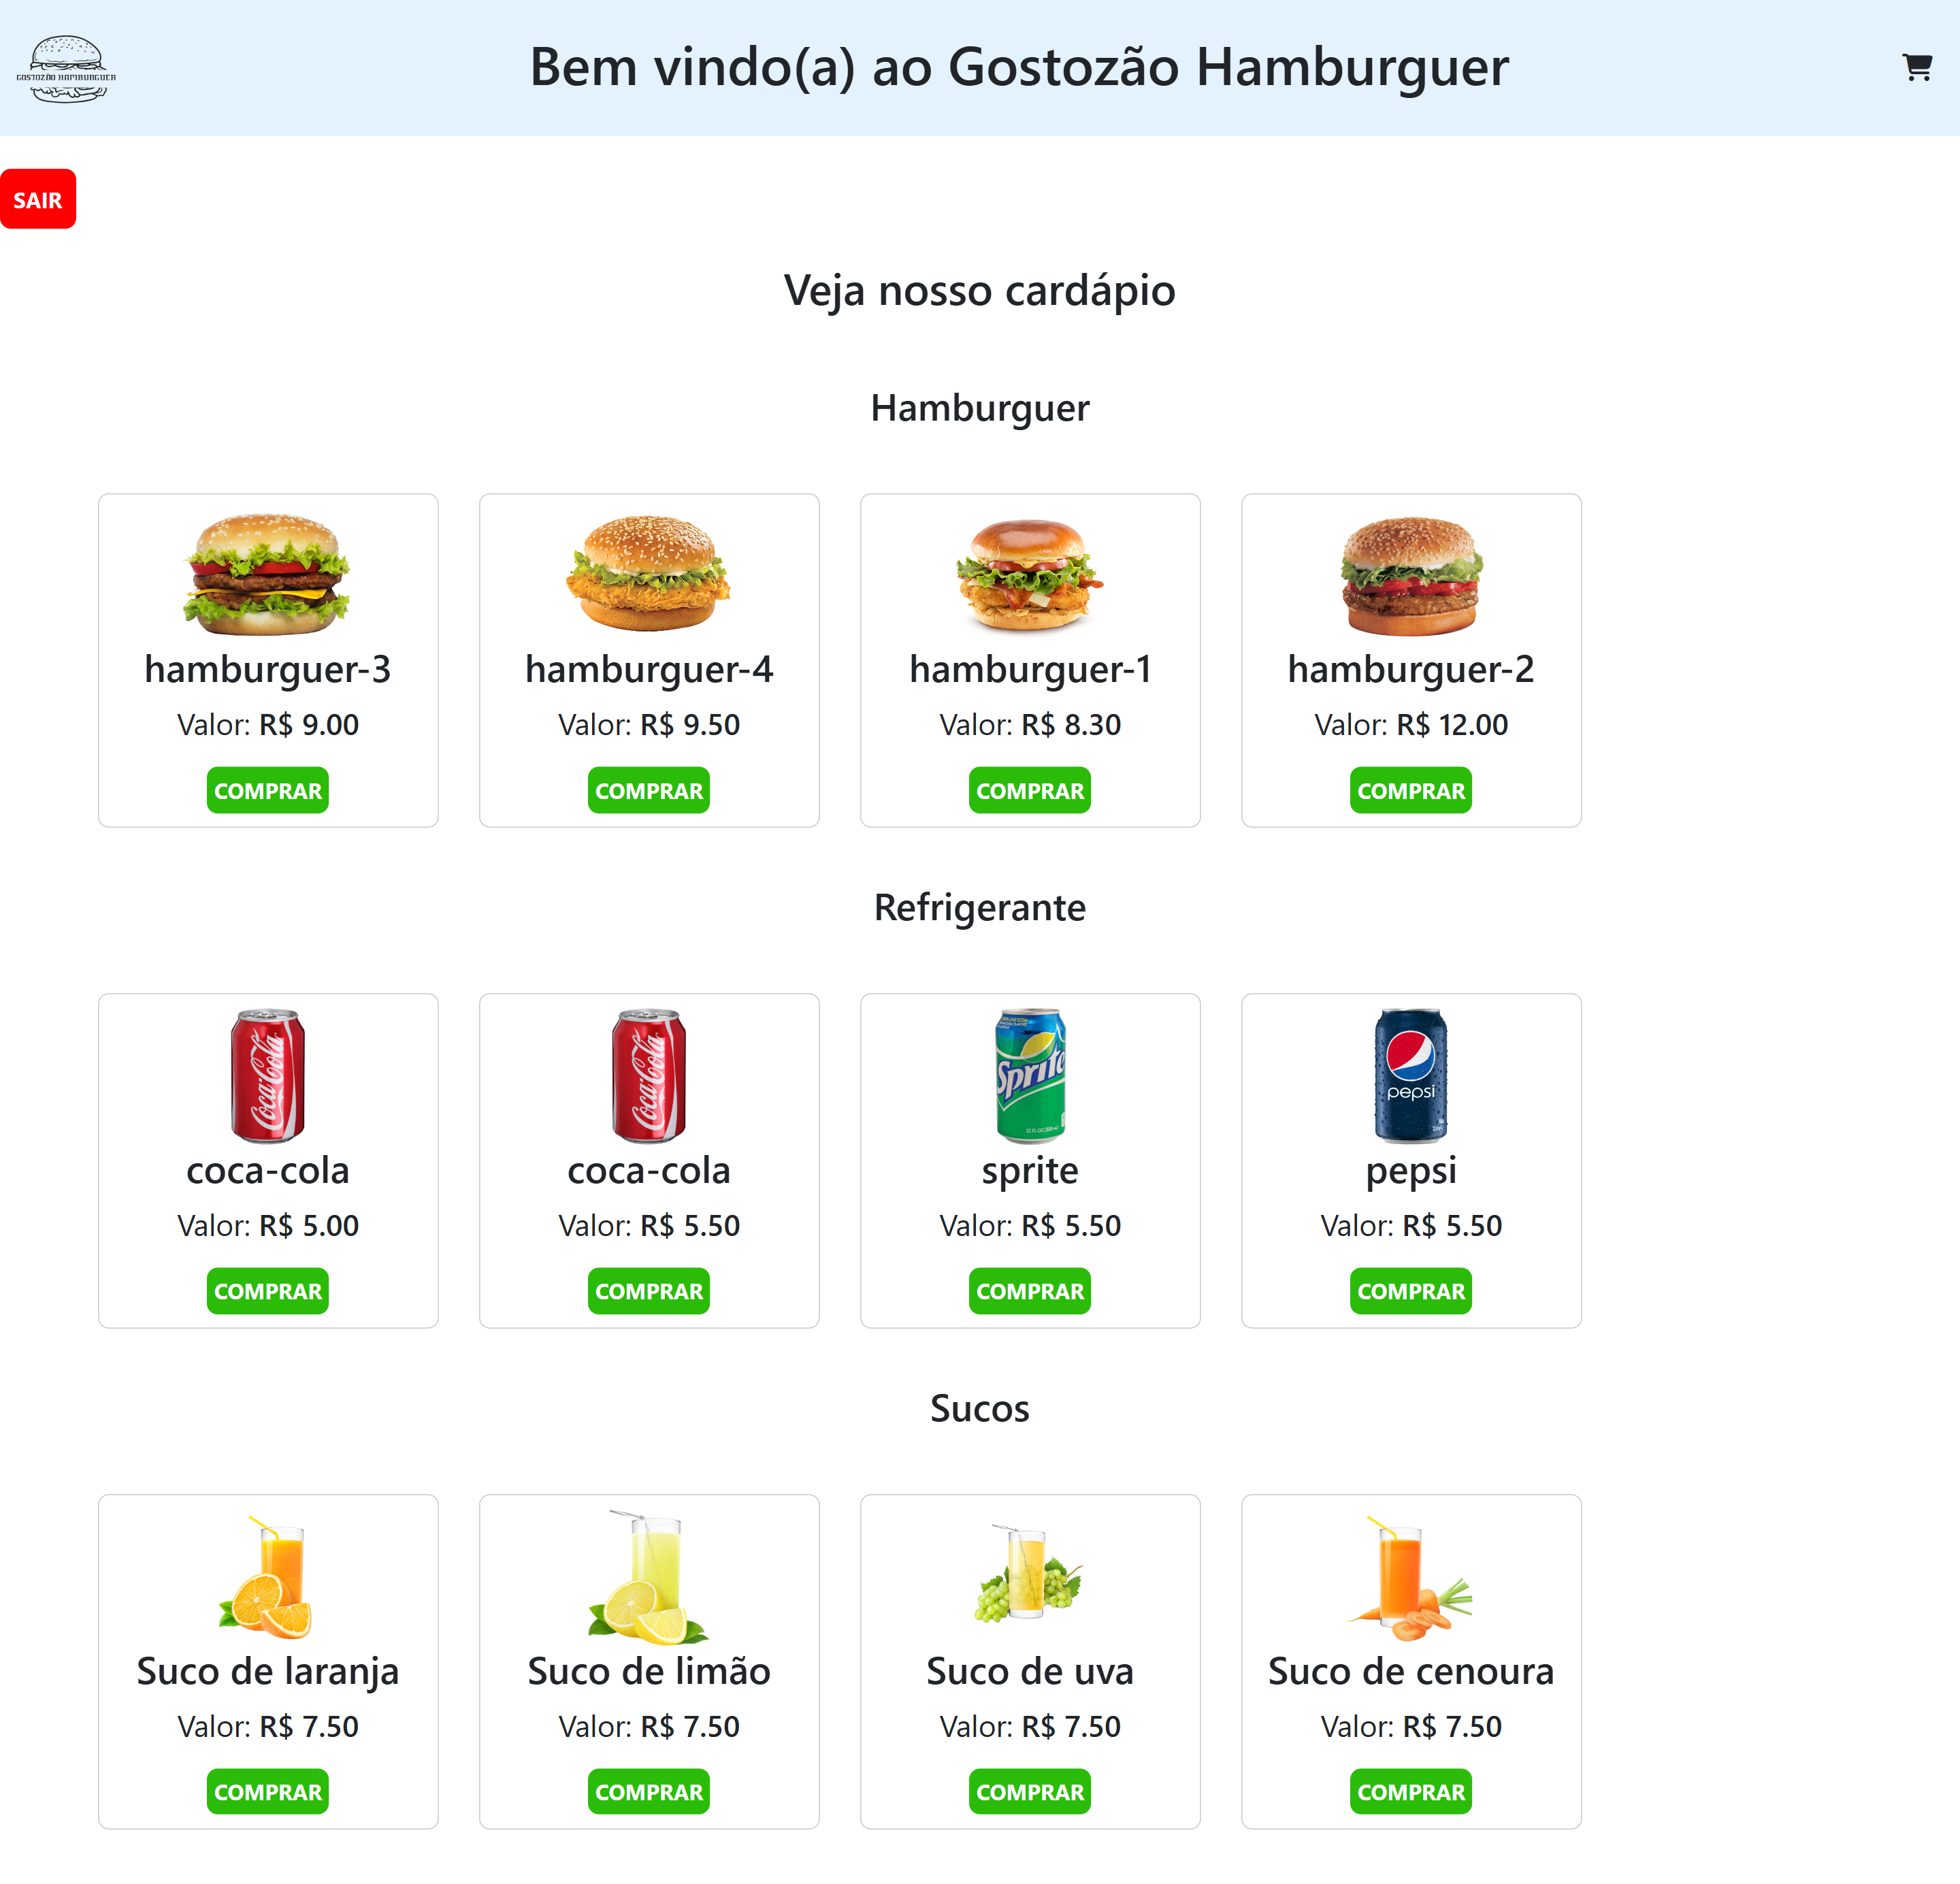 GOSTOZÃO HAMBURGUER
Bem vindo(a) ao Gostozão Hamburguer
SAIR
Veja nosso cardápio
Hamburguer
hamburguer-3
Valor: R$ 9.00
COMPRAR
hamburguer-4
Valor: R$ 9.50
COMPRAR
hamburguer-1
Valor: R$ 8.30
COMPRAR
hamburguer-2
Valor: R$ 12.00
COMPRAR
Refrigerante
Coca-Cola
coca-cola
Valor: R$ 5.00
COMPRAR
Coca-Cola
coca-cola
Valor: R$ 5.50
COMPRAR
Sprite
sprite
Valor: R$ 5.50
COMPRAR
pepsi
pepsi
Valor: R$ 5.50
COMPRAR
Sucos
Suco de laranja
Valor: R$ 7.50
COMPRAR
Suco de limão
Valor: R$ 7.50
COMPRAR
Suco de uva
Valor: R$ 7.50
COMPRAR
Suco de cenoura
Valor: R$ 7.50
COMPRAR